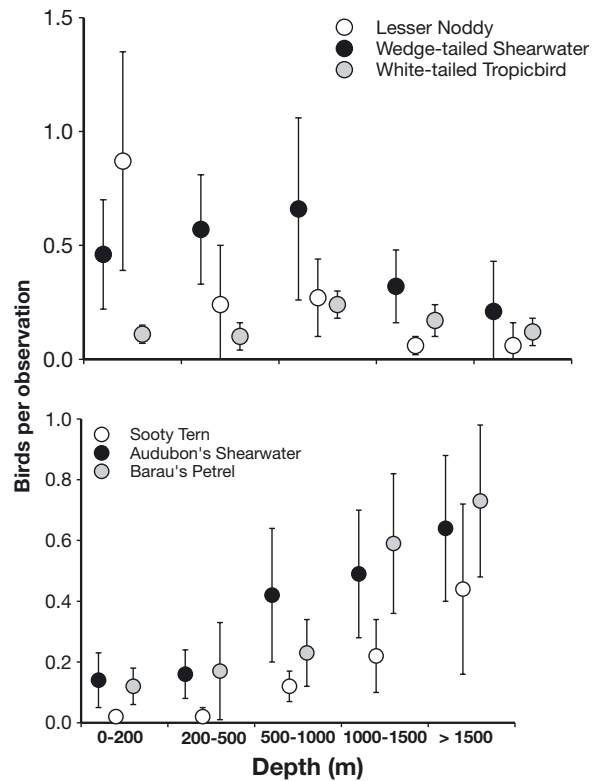 1.5
1.0
0.5
0.0
Lesser Noddy
Wedge-tailed Shearwater
White-tailed Tropicbird
Birds per observation
1.0
0.8
0.6
0.4
0.2
0.0
Sooty Tern
Audubon's Shearwater
Barau's Petrel
0-200 200-500 500-1000 1000-1500 > 1500
Depth (m)